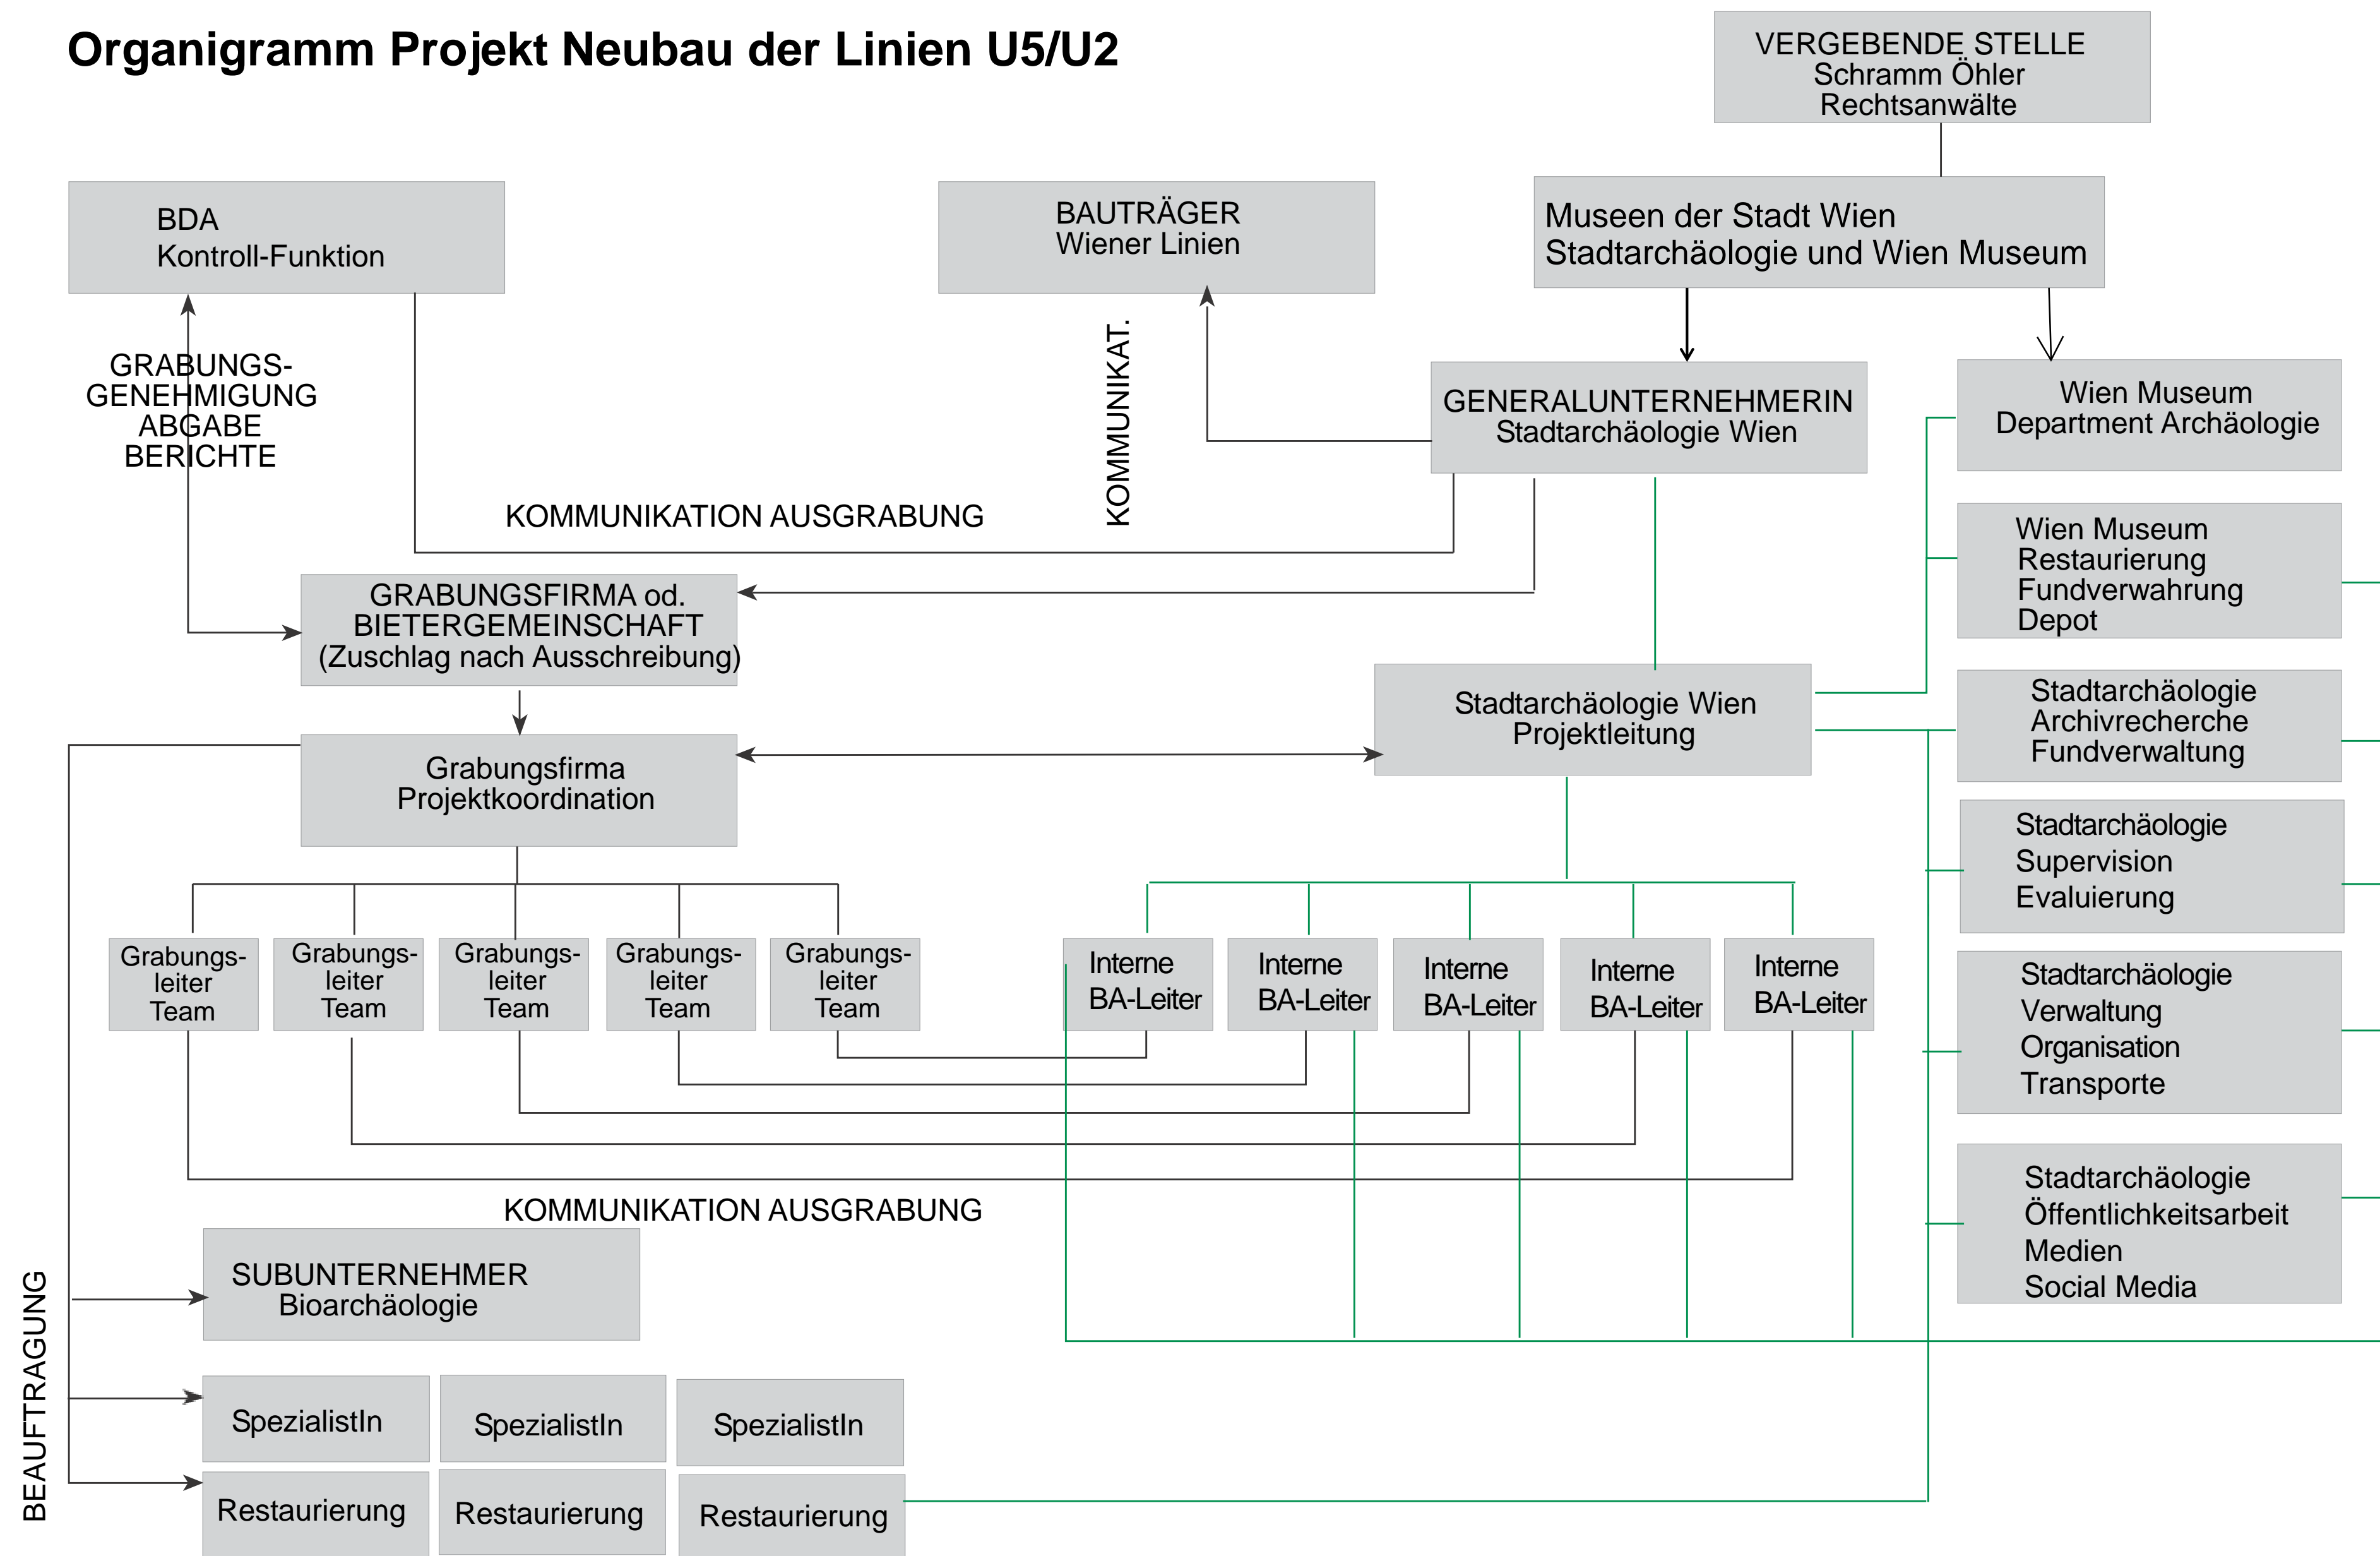 Organigramm Projekt Neubau der Linien U5/U2
VERGEBENDE STELLE
Schramm Öhler
Rechtsanwälte
BDA
Kontroll-Funktion
BAUTRÄGER
Wiener Linien
Museen der Stadt Wien
Stadtarchäologie und Wien Museum
GRABUNGS-
GENEHMIGUNG
ABGABE
BERICHTE
KOMMUNIKAT.
GENERALUNTERNEHMERIN
Stadtarchäologie Wien
Wien Museum
Department Archäologie
KOMMUNIKATION AUSGRABUNG
Wien Museum
Restaurierung
Fundverwahrung
Depot
GRABUNGSFIRMA od.
BIETERGEMEINSCHAFT
(Zuschlag nach Ausschreibung)
Stadtarchäologie Wien
Projektleitung
Stadtarchäologie
Archivrecherche
Fundverwaltung
Grabungsfirma
Projektkoordination
Stadtarchäologie
Supervision
Evaluierung
Grabungs-
leiter
Team
Grabungs-
leiter
Team
Grabungs-
leiter
Team
Grabungs-
leiter
Team
Grabungs-
leiter
Team
Interne
BA-Leiter
Interne
BA-Leiter
Interne
BA-Leiter
Interne
BA-Leiter
Interne
BA-Leiter
Stadtarchäologie
Verwaltung
Organisation
Transporte
Stadtarchäologie
Öffentlichkeitsarbeit
Medien
Social Media
KOMMUNIKATION AUSGRABUNG
SUBUNTERNEHMER
Bioarchäologie
BEAUFTRAGUNG
SpezialistIn
SpezialistIn
SpezialistIn
Restaurierung
Restaurierung
Restaurierung